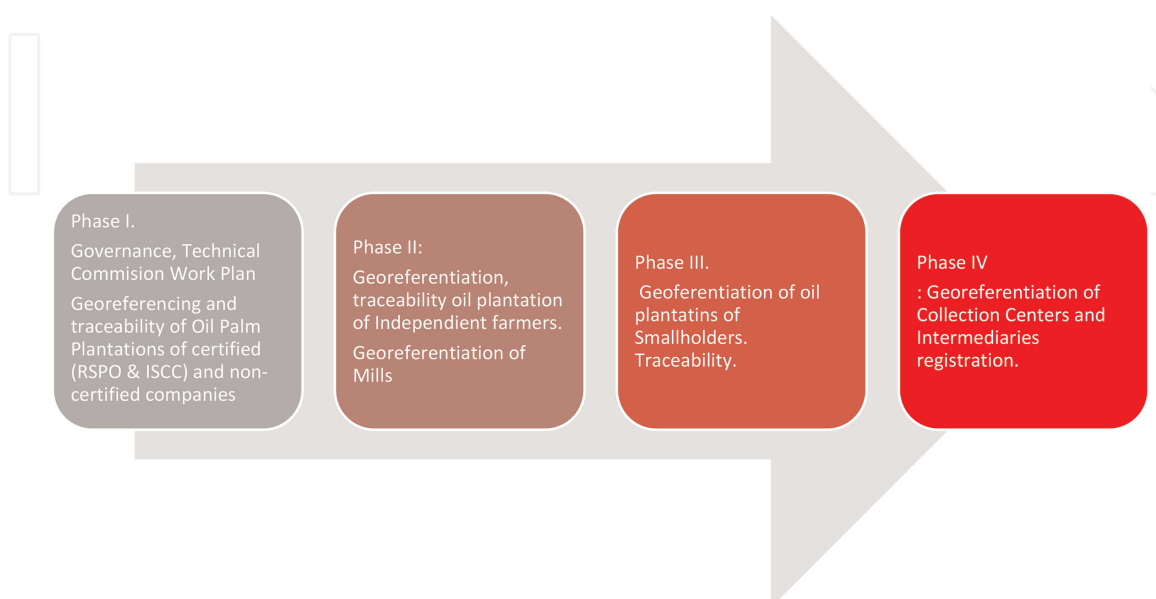 Phase I.
Governance, Technical
Commision Work Plan
Georeferencing and
traceability of Oil Palm
Plantations of certified
(RSPO & ISCC) and non-
certified companies
Phase II:
Georeferentiation,
traceability oil plantation
of Independient farmers.
Georeferentiation of
Mills
Phase III.
Geoferentiation of oil
plantatins of
Smallholders.
Traceability.
Phase IV
: Georeferentiation of
Collection Centers and
Intermediaries
registration.